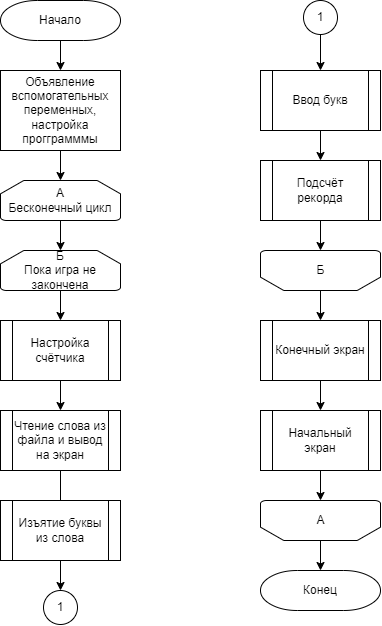 Начало
Объявление
вспомогательных
переменных,
настройка
прогграмммы
А
Бесконечный цикл
Б
Пока игра не
закончена
Настройка
счётчика
Чтение слова из
файла и вывод
на экран
Изъятие буквы
из слова
1
1
Ввод букв
Подсчёт
рекорда
Б
Конечный экран
Начальный
экран
А
Конец